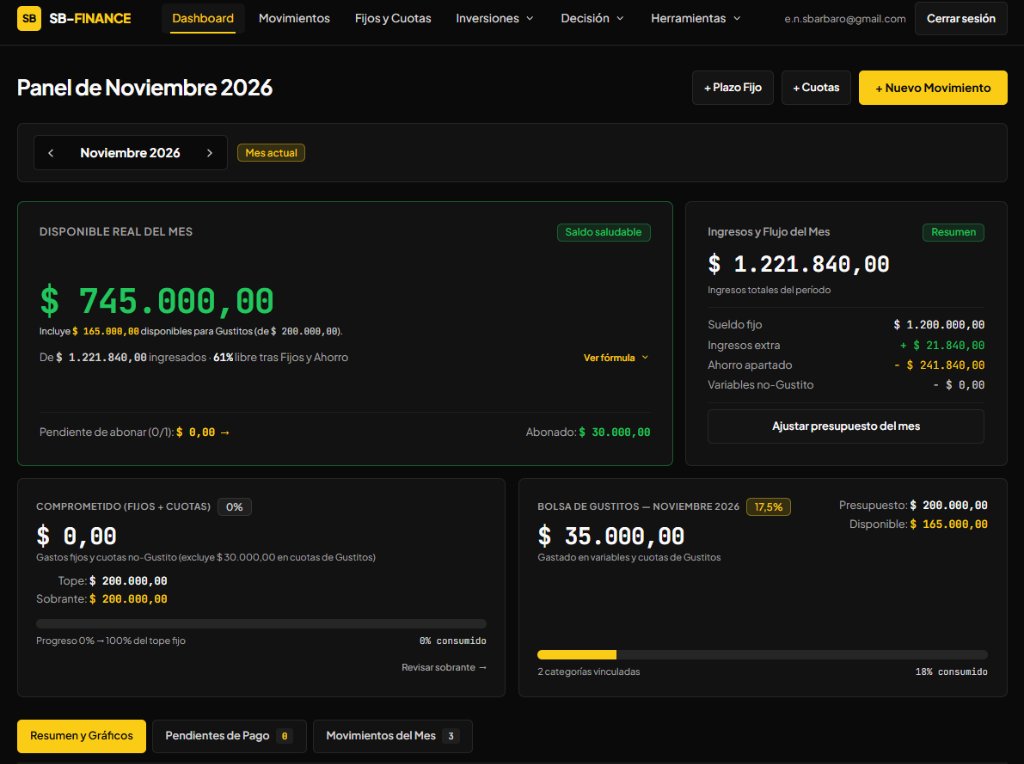 SB SB-FINANCE Dashboard Movimientos Fijos y Cuotas Inversiones Decisión Herramientas e.n.sbarbaro@gmail.com Cerrar sesión
Panel de Noviembre 2026 + Plazo Fijo + Cuotas + Nuevo Movimiento
Noviembre 2026 Mes actual
DISPONIBLE REAL DEL MES Saldo saludable
$ 745.000,00
Incluye $ 165.000,00 disponibles para Gustitos (de $ 200.000,00).
De $ 1.221.840,00 ingresados · 61% libre tras Fijos y Ahorro Ver fórmula
Pendiente de abonar (0/1): $ 0,00 → Abonado: $ 30.000,00
Ingresos y Flujo del Mes Resumen
$ 1.221.840,00
Ingresos totales del período
Sueldo fijo $ 1.200.000,00
Ingresos extra + $ 21.840,00
Ahorro apartado - $ 241.840,00
Variables no-Gustito - $ 0,00
Ajustar presupuesto del mes
COMPROMETIDO (FIJOS + CUOTAS) 0%
$ 0,00
Gastos fijos y cuotas no-Gustito (excluye $ 30.000,00 en cuotas de Gustitos)
Tope: $ 200.000,00
Sobrante: $ 200.000,00
Progreso 0% → 100% del tope fijo 0% consumido
Revisar sobrante →
BOLSA DE GUSTITOS — NOVIEMBRE 2026 17,5% Presupuesto: $ 200.000,00
Disponible: $ 165.000,00
$ 35.000,00
Gastado en variables y cuotas de Gustitos
2 categorías vinculadas 18% consumido
Resumen y Gráficos Pendientes de Pago 0 Movimientos del Mes 3